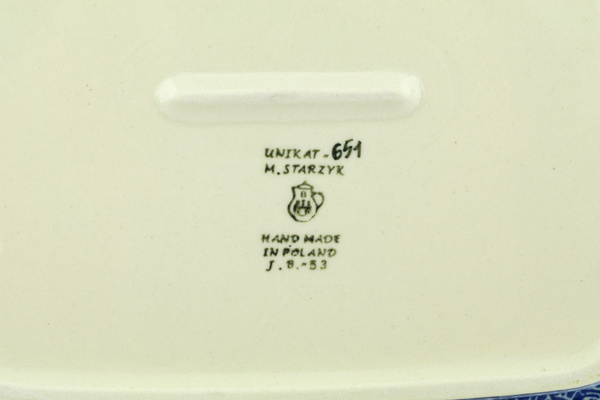 UNIKAT-651
M. STARZYK
B
HAND MADE
IN POLAND
J.B.-53